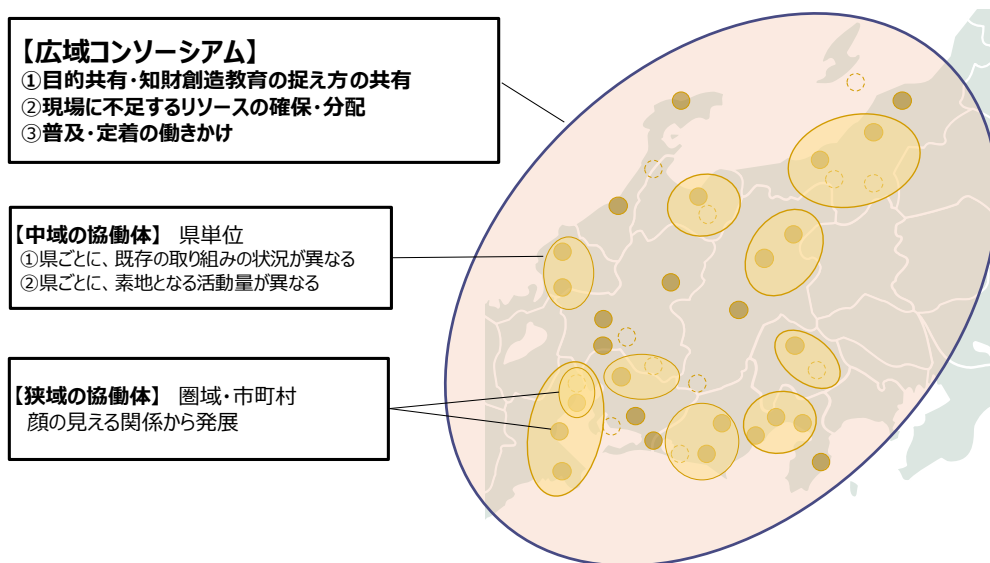 【広域コンソーシアム】
①目的共有・知財創造教育の捉え方の共有
②現場に不足するリソースの確保・分配
③普及・定着の働きかけ
【中域の協働体】 県単位
①県ごとに、既存の取り組みの状況が異なる
②県ごとに、素地となる活動量が異なる
【狭域の協働体】 圏域・市町村
顔の見える関係から発展